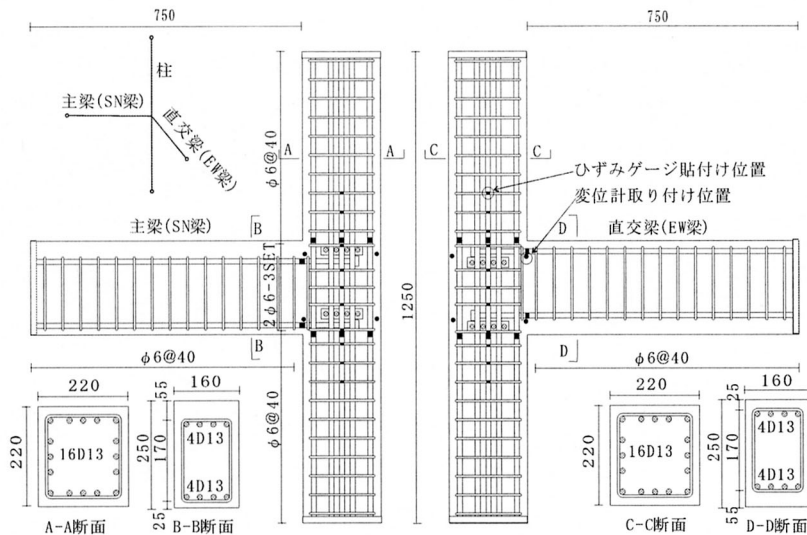 750
750
柱
主梁(SN梁)
直交梁(EW梁)
φ6@40
A
A
C
C
ひずみゲージ貼付け位置
変位計取り付け位置
主梁(SN梁)
B
D
直交梁(EW梁)
2φ6-3SET
1250
B
D
φ6@40
φ6@40
φ6@40
220
160
220
160
55
25
220
16D13
250
170
4D13
4D13
220
16D13
250
170
4D13
4D13
25
55
A-A断面
B-B断面
C-C断面
D-D断面